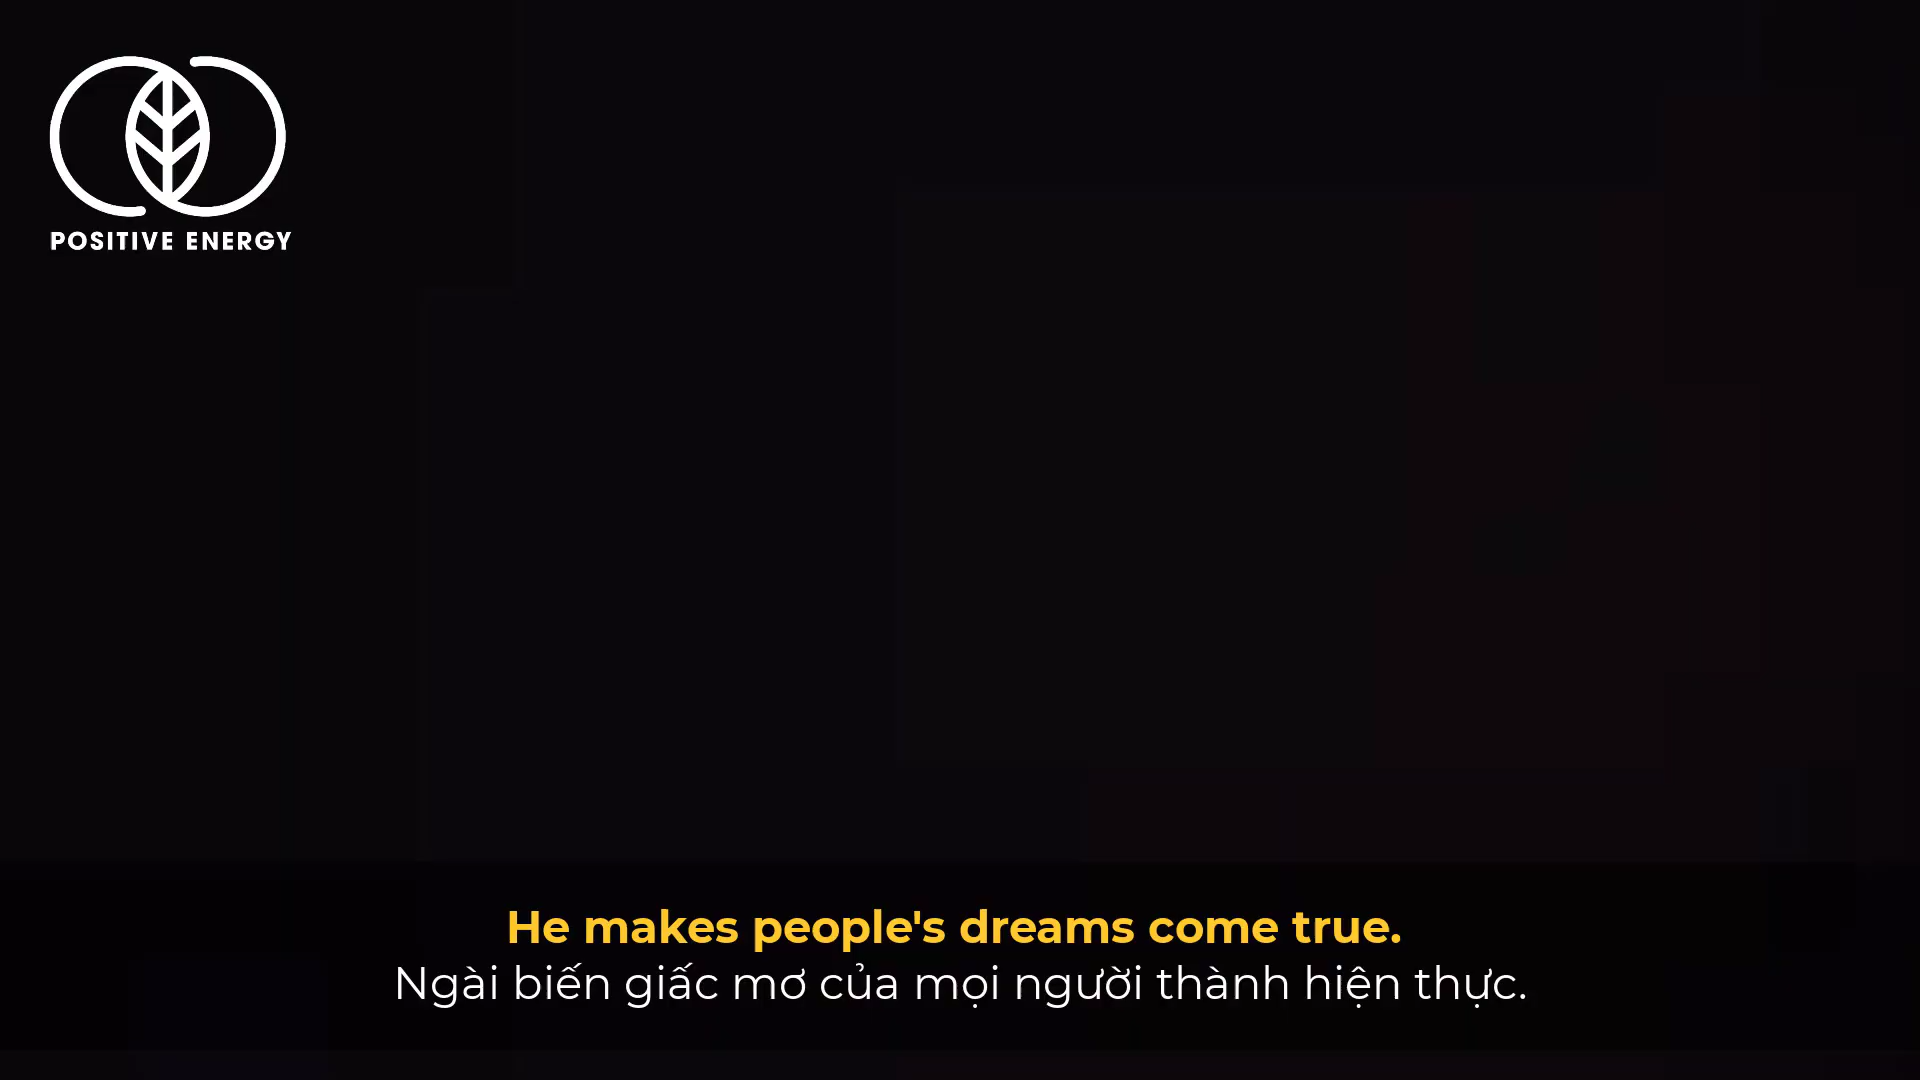 POSITIVE ENERGY
He makes people's dreams come true.
Ngài biến giấc mơ của mọi người thành hiện thực.